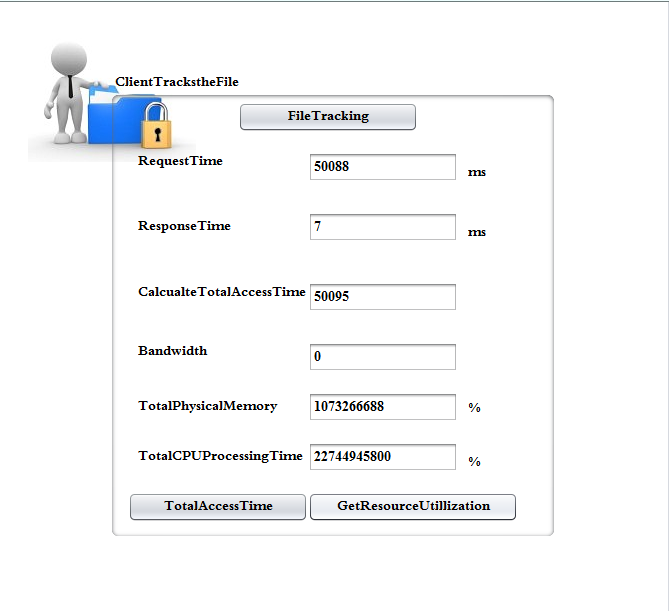 ClientTrackstheFile
FileTracking
RequestTime 50088 ms
ResponseTime 7 ms
CalcualteTotalAccessTime 50095
Bandwidth 0
TotalPhysicalMemory 1073266688 %
TotalCPUProcessingTime 22744945800 %
TotalAccessTime GetResourceUtillization